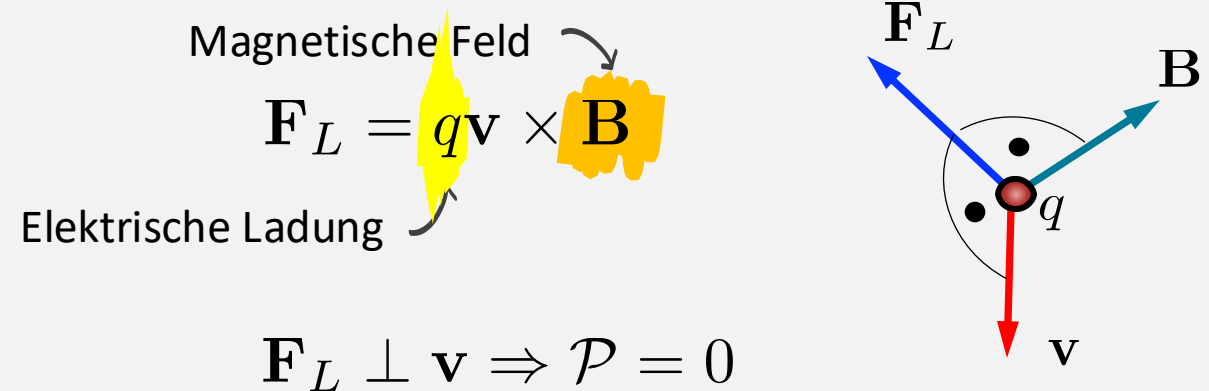 Magnetische Feld
𝐅_L = q𝐯 × 𝐁
Elektrische Ladung
𝐅_L ⊥ 𝐯 ⇒ 𝒫 = 0
𝐅_L
𝐁
q
𝐯